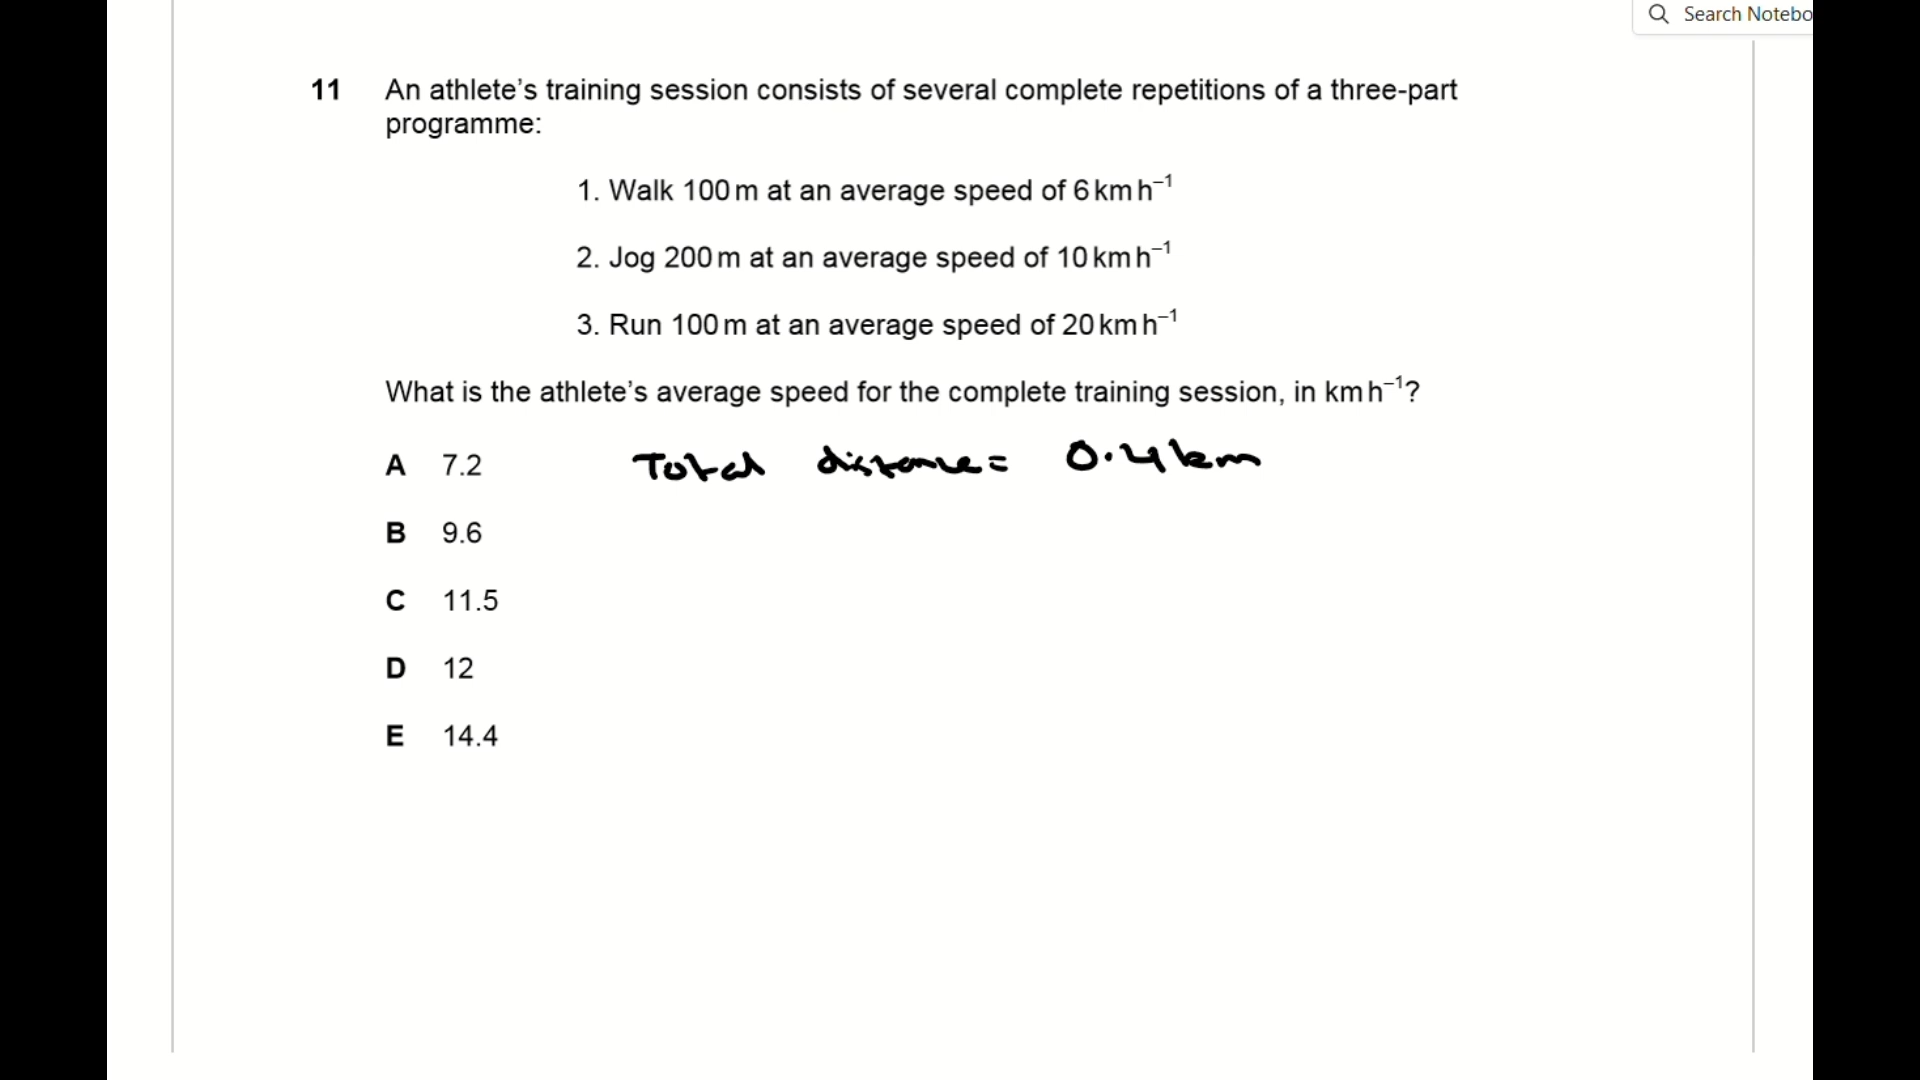 Search Notebo
11 An athlete’s training session consists of several complete repetitions of a three-part
programme:
1. Walk 100 m at an average speed of 6 km h⁻¹
2. Jog 200 m at an average speed of 10 km h⁻¹
3. Run 100 m at an average speed of 20 km h⁻¹
What is the athlete’s average speed for the complete training session, in km h⁻¹?
A 7.2 Total distance = 0.4km
B 9.6
C 11.5
D 12
E 14.4